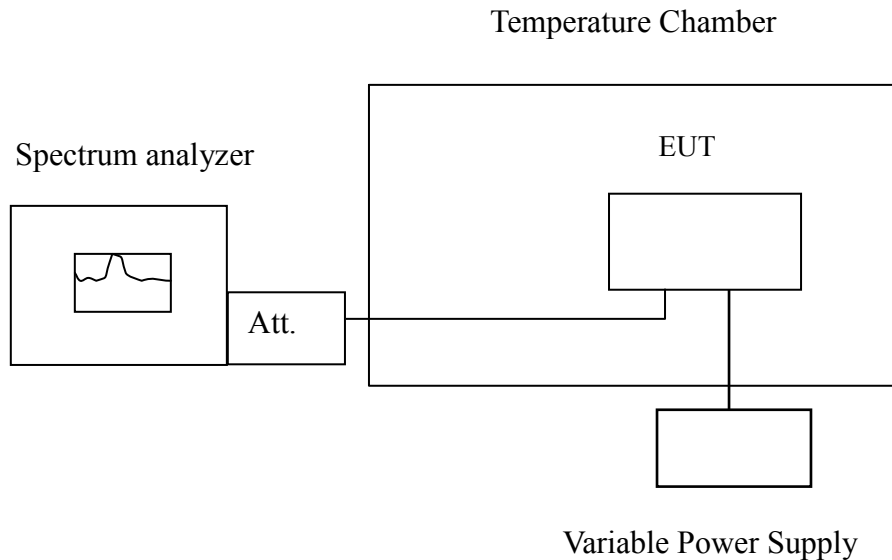 Temperature Chamber
Spectrum analyzer
EUT
Att.
Variable Power Supply